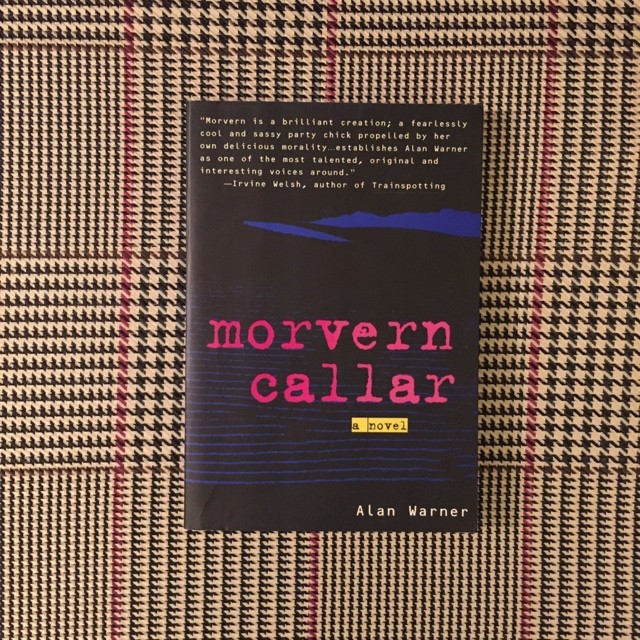 "Morvern is a brilliant creation; a fearlessly
cool and sassy party chick propelled by her
own delicious morality…establishes Alan Warner
as one of the most talented, original and
interesting voices around."
—Irvine Welsh, author of Trainspotting
morvern
callar
a novel
Alan Warner